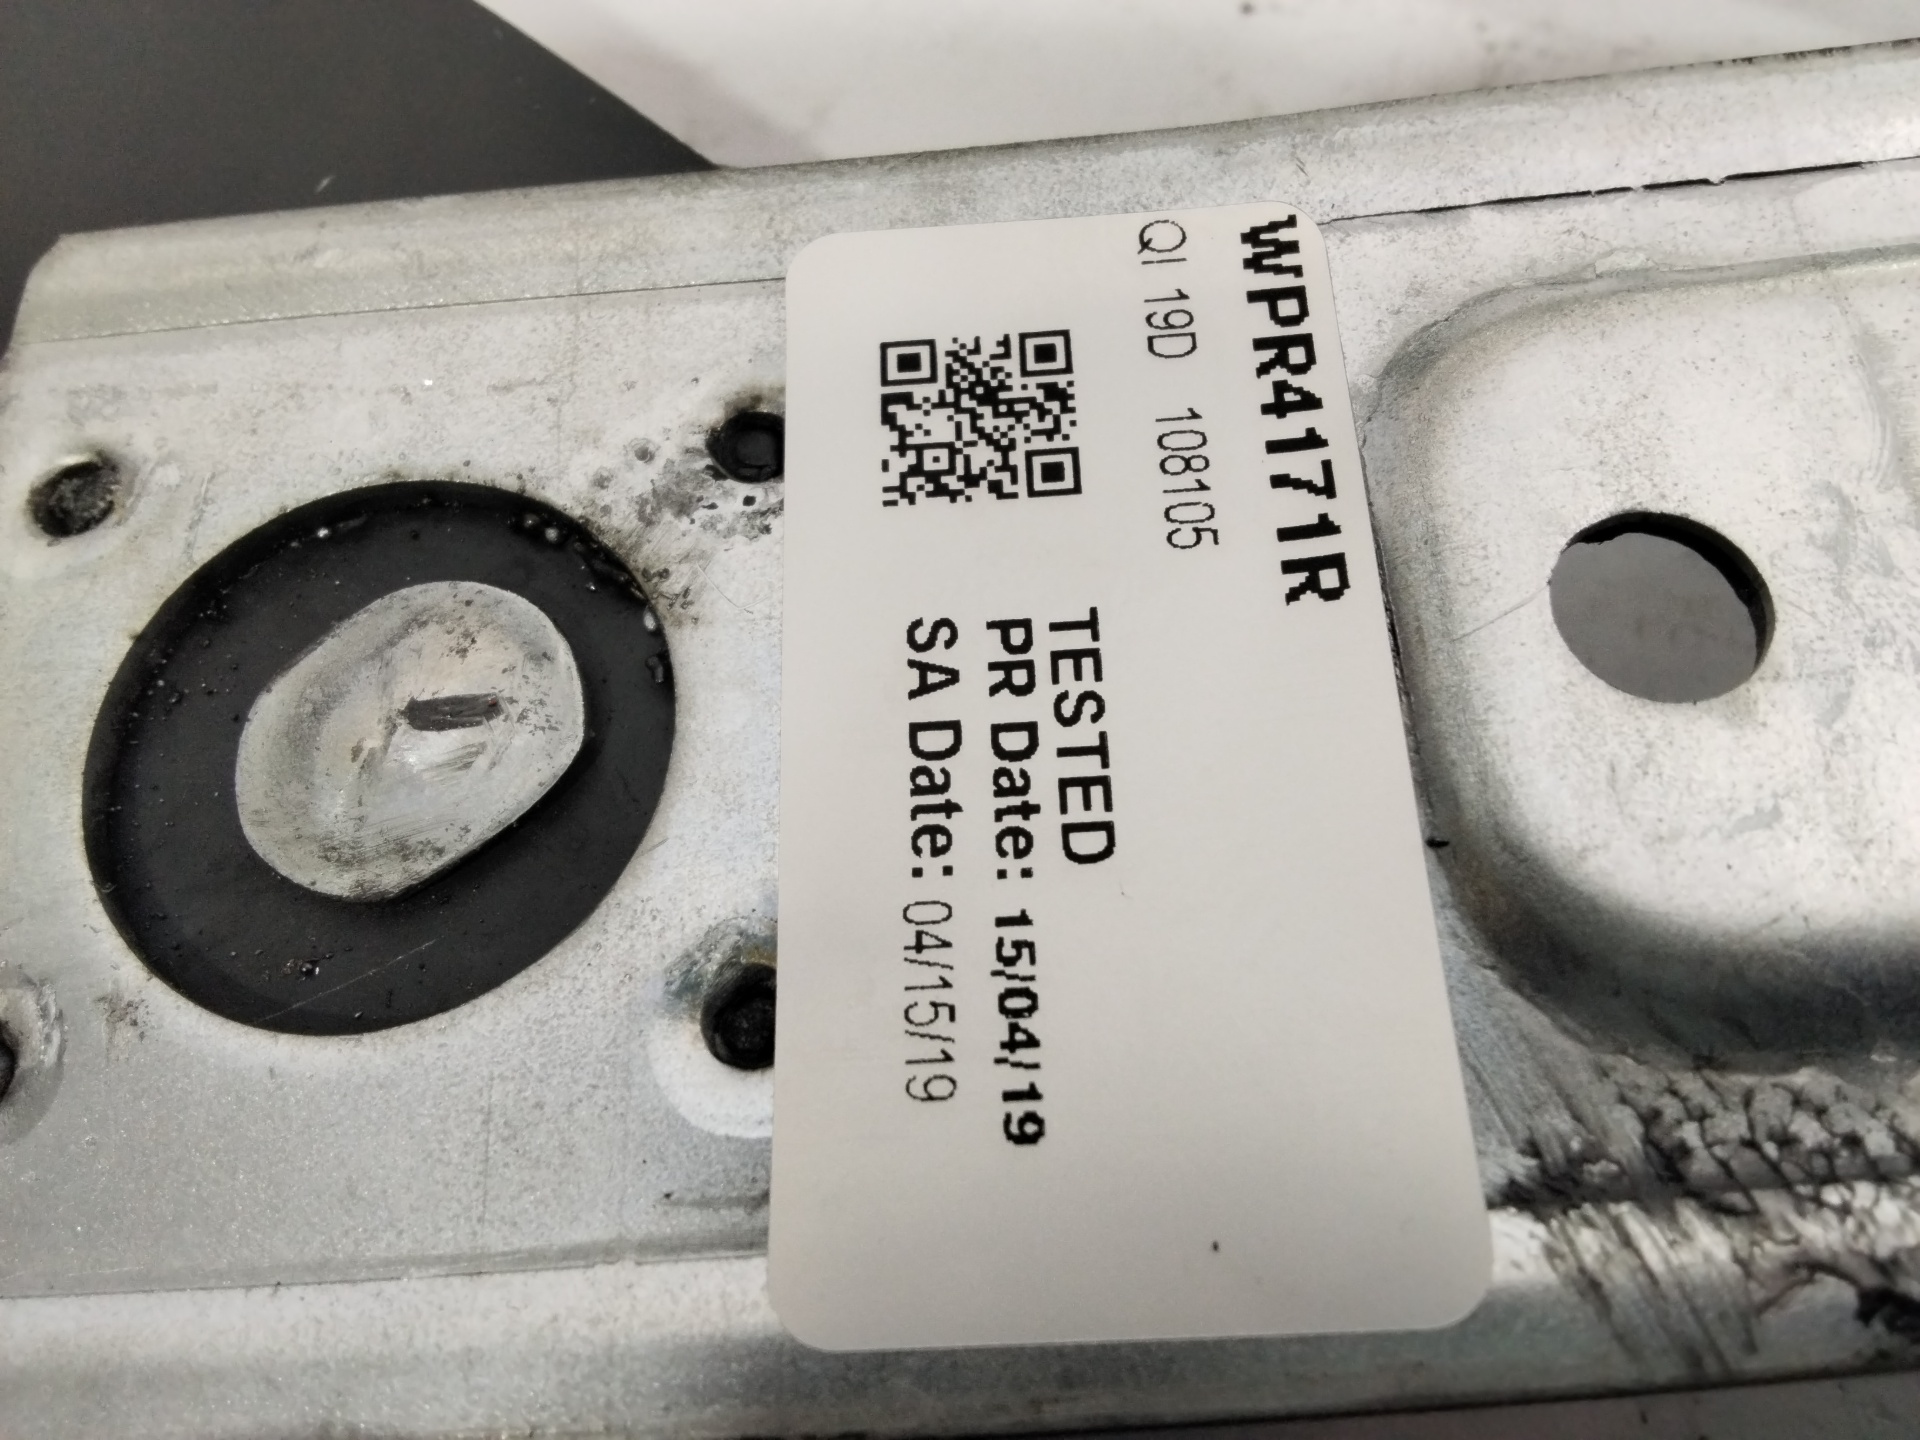 WPR4171R
QI 19D 108105
TESTED
PR Date: 15/04/19
SA Date: 04/15/19